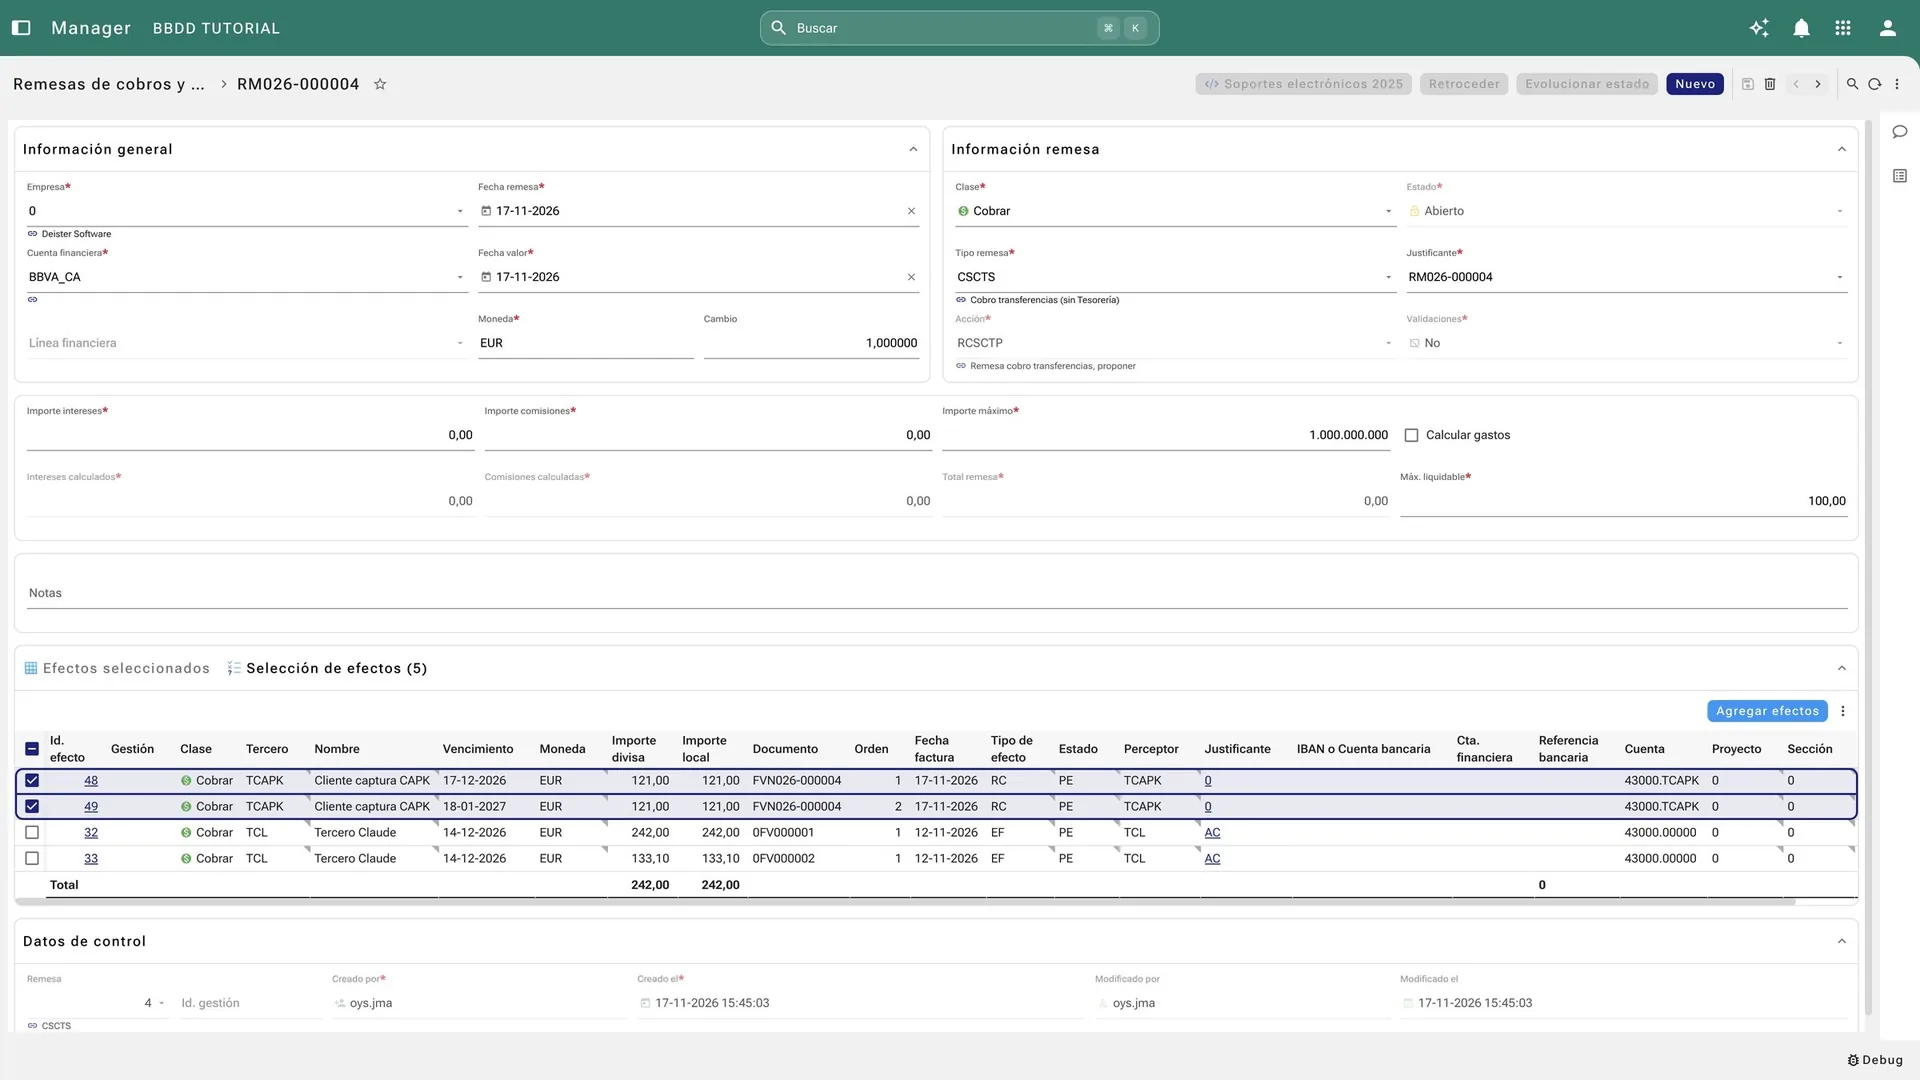 Manager BBDD TUTORIAL Buscar ⌘ K
Remesas de cobros y ... > RM026-000004 </> Soportes electrónicos 2025 Retroceder Evolucionar estado Nuevo
Información general
Empresa* Fecha remesa*
0 17-11-2026
Deister Software
Cuenta financiera* Fecha valor*
BBVA_CA 17-11-2026
Moneda* Cambio
Línea financiera EUR 1,000000
Información remesa
Clase* Estado*
Cobrar Abierto
Tipo remesa* Justificante*
CSCTS RM026-000004
Cobro transferencias (sin Tesorería)
Acción* Validaciones*
RCSCTP No
Remesa cobro transferencias, proponer
Importe intereses* Importe comisiones* Importe máximo*
0,00 0,00 1.000.000.000 Calcular gastos
Intereses calculados* Comisiones calculadas* Total remesa* Máx. liquidable*
0,00 0,00 0,00 100,00
Notas
Efectos seleccionados Selección de efectos (5)
Agregar efectos
Id. efecto Gestión Clase Tercero Nombre Vencimiento Moneda Importe divisa Importe local Documento Orden Fecha factura Tipo de efecto Estado Perceptor Justificante IBAN o Cuenta bancaria Cta. financiera Referencia bancaria Cuenta Proyecto Sección
48 Cobrar TCAPK Cliente captura CAPK 17-12-2026 EUR 121,00 121,00 FVN026-000004 1 17-11-2026 RC PE TCAPK 0 43000.TCAPK 0 0
49 Cobrar TCAPK Cliente captura CAPK 18-01-2027 EUR 121,00 121,00 FVN026-000004 2 17-11-2026 RC PE TCAPK 0 43000.TCAPK 0 0
32 Cobrar TCL Tercero Claude 14-12-2026 EUR 242,00 242,00 0FV000001 1 12-11-2026 EF PE TCL AC 43000.00000 0 0
33 Cobrar TCL Tercero Claude 14-12-2026 EUR 133,10 133,10 0FV000002 1 12-11-2026 EF PE TCL AC 43000.00000 0 0
Total 242,00 242,00 0
Datos de control
Remesa Creado por* Creado el* Modificado por Modificado el
4 Id. gestión oys.jma 17-11-2026 15:45:03 oys.jma 17-11-2026 15:45:03
CSCTS
Debug